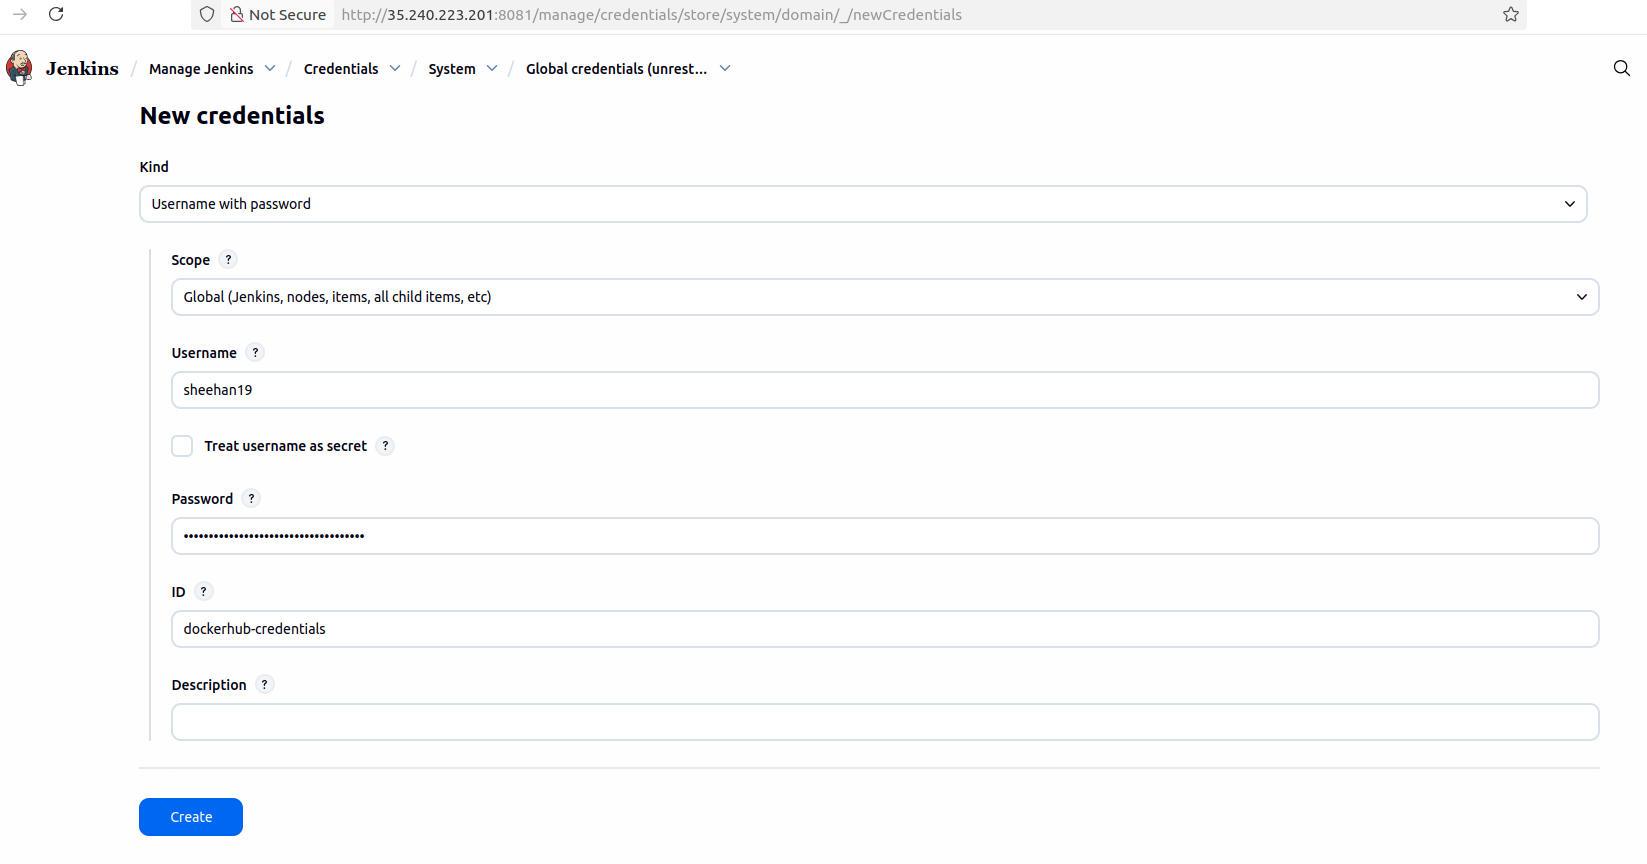 Not Secure http://35.240.223.201:8081/manage/credentials/store/system/domain/_/newCredentials
Jenkins / Manage Jenkins / Credentials / System / Global credentials (unrest...
New credentials
Kind
Username with password
Scope ?
Global (Jenkins, nodes, items, all child items, etc)
Username ?
sheehan19
Treat username as secret ?
Password ?
••••••••••••••••••••••••••••••••••••
ID ?
dockerhub-credentials
Description ?
Create